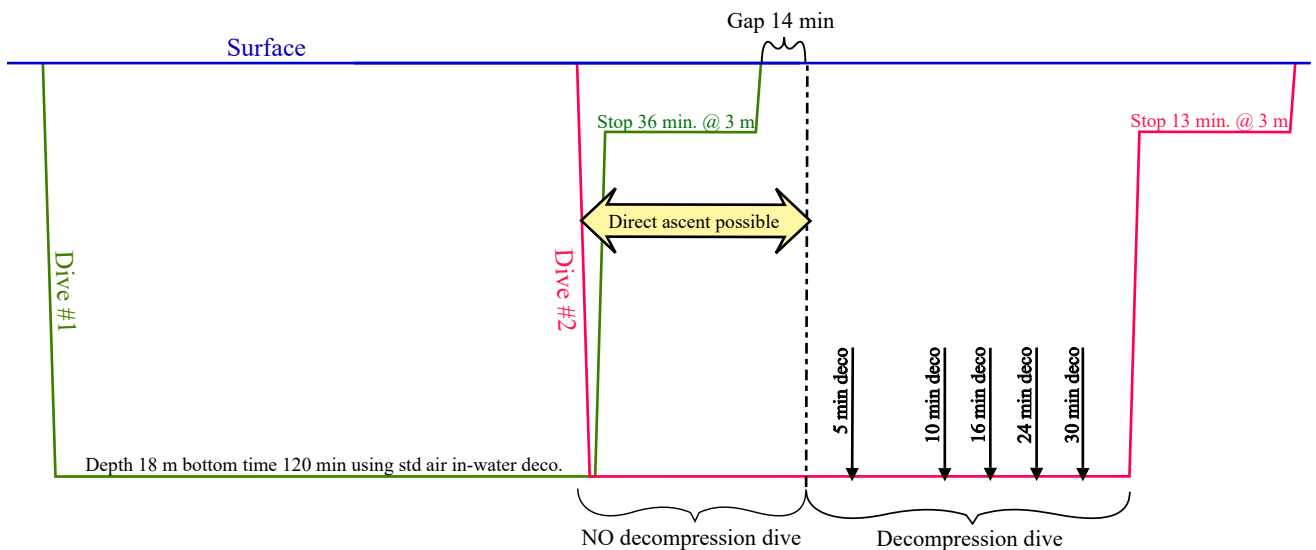 Gap 14 min
Surface
Stop 36 min. @ 3 m
Stop 13 min. @ 3 m
Direct ascent possible
Dive #1
Dive #2
5 min deco
10 min deco
16 min deco
24 min deco
30 min deco
Depth 18 m bottom time 120 min using std air in-water deco.
NO decompression dive
Decompression dive